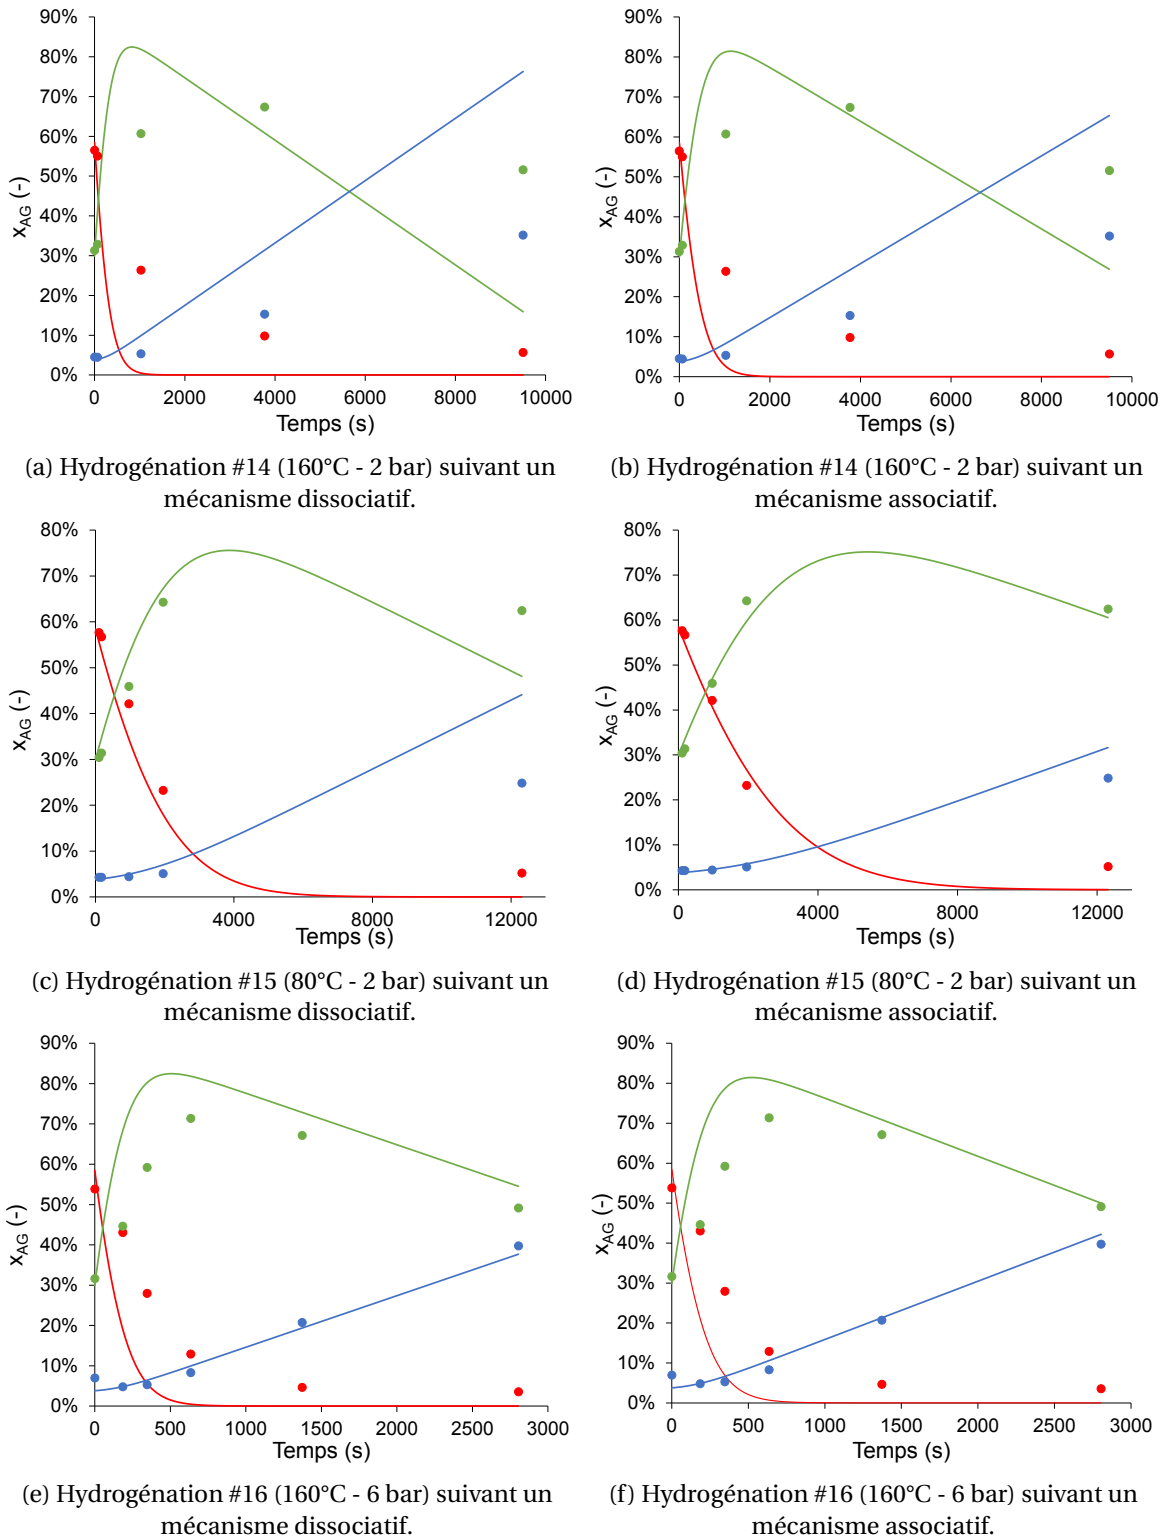 90%
80%
70%
60%
50%
40%
30%
20%
10%
0%
x_AG (-)
0 2000 4000 6000 8000 10000
Temps (s)
(a) Hydrogénation #14 (160°C - 2 bar) suivant un
mécanisme dissociatif.
90%
80%
70%
60%
50%
40%
30%
20%
10%
0%
x_AG (-)
0 2000 4000 6000 8000 10000
Temps (s)
(b) Hydrogénation #14 (160°C - 2 bar) suivant un
mécanisme associatif.
80%
70%
60%
50%
40%
30%
20%
10%
0%
x_AG (-)
0 4000 8000 12000
Temps (s)
(c) Hydrogénation #15 (80°C - 2 bar) suivant un
mécanisme dissociatif.
80%
70%
60%
50%
40%
30%
20%
10%
0%
x_AG (-)
0 4000 8000 12000
Temps (s)
(d) Hydrogénation #15 (80°C - 2 bar) suivant un
mécanisme associatif.
90%
80%
70%
60%
50%
40%
30%
20%
10%
0%
x_AG (-)
0 500 1000 1500 2000 2500 3000
Temps (s)
(e) Hydrogénation #16 (160°C - 6 bar) suivant un
mécanisme dissociatif.
90%
80%
70%
60%
50%
40%
30%
20%
10%
0%
x_AG (-)
0 500 1000 1500 2000 2500 3000
Temps (s)
(f) Hydrogénation #16 (160°C - 6 bar) suivant un
mécanisme associatif.